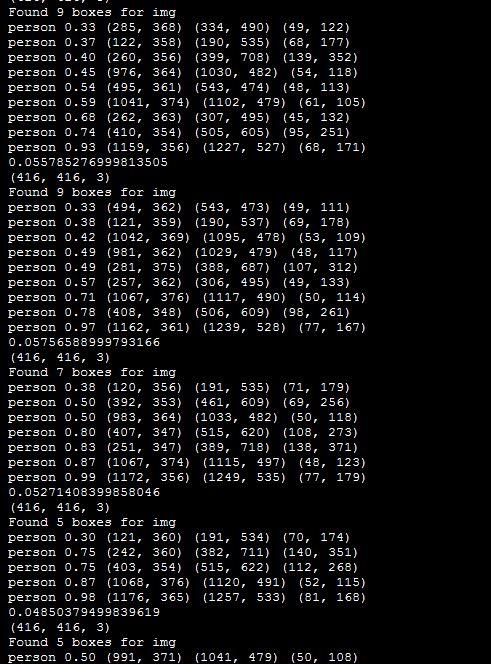 Found 9 boxes for img
person 0.33 (285, 368) (334, 490) (49, 122)
person 0.37 (122, 358) (190, 535) (68, 177)
person 0.40 (260, 356) (399, 708) (139, 352)
person 0.45 (976, 364) (1030, 482) (54, 118)
person 0.54 (495, 361) (543, 474) (48, 113)
person 0.59 (1041, 374) (1102, 479) (61, 105)
person 0.68 (262, 363) (307, 495) (45, 132)
person 0.74 (410, 354) (505, 605) (95, 251)
person 0.93 (1159, 356) (1227, 527) (68, 171)
0.055785276999813505
(416, 416, 3)
Found 9 boxes for img
person 0.33 (494, 362) (543, 473) (49, 111)
person 0.38 (121, 359) (190, 537) (69, 178)
person 0.42 (1042, 369) (1095, 478) (53, 109)
person 0.49 (981, 362) (1029, 479) (48, 117)
person 0.49 (281, 375) (388, 687) (107, 312)
person 0.57 (257, 362) (306, 495) (49, 133)
person 0.71 (1067, 376) (1117, 490) (50, 114)
person 0.78 (408, 348) (506, 609) (98, 261)
person 0.97 (1162, 361) (1239, 528) (77, 167)
0.05756588999793166
(416, 416, 3)
Found 7 boxes for img
person 0.38 (120, 356) (191, 535) (71, 179)
person 0.50 (392, 353) (461, 609) (69, 256)
person 0.50 (983, 364) (1033, 482) (50, 118)
person 0.80 (407, 347) (515, 620) (108, 273)
person 0.83 (251, 347) (389, 718) (138, 371)
person 0.87 (1067, 374) (1115, 497) (48, 123)
person 0.99 (1172, 356) (1249, 535) (77, 179)
0.05271408399858046
(416, 416, 3)
Found 5 boxes for img
person 0.30 (121, 360) (191, 534) (70, 174)
person 0.75 (242, 360) (382, 711) (140, 351)
person 0.75 (403, 354) (515, 622) (112, 268)
person 0.87 (1068, 376) (1120, 491) (52, 115)
person 0.98 (1176, 365) (1257, 533) (81, 168)
0.04850379499839619
(416, 416, 3)
Found 5 boxes for img
person 0.50 (991, 371) (1041, 479) (50, 108)